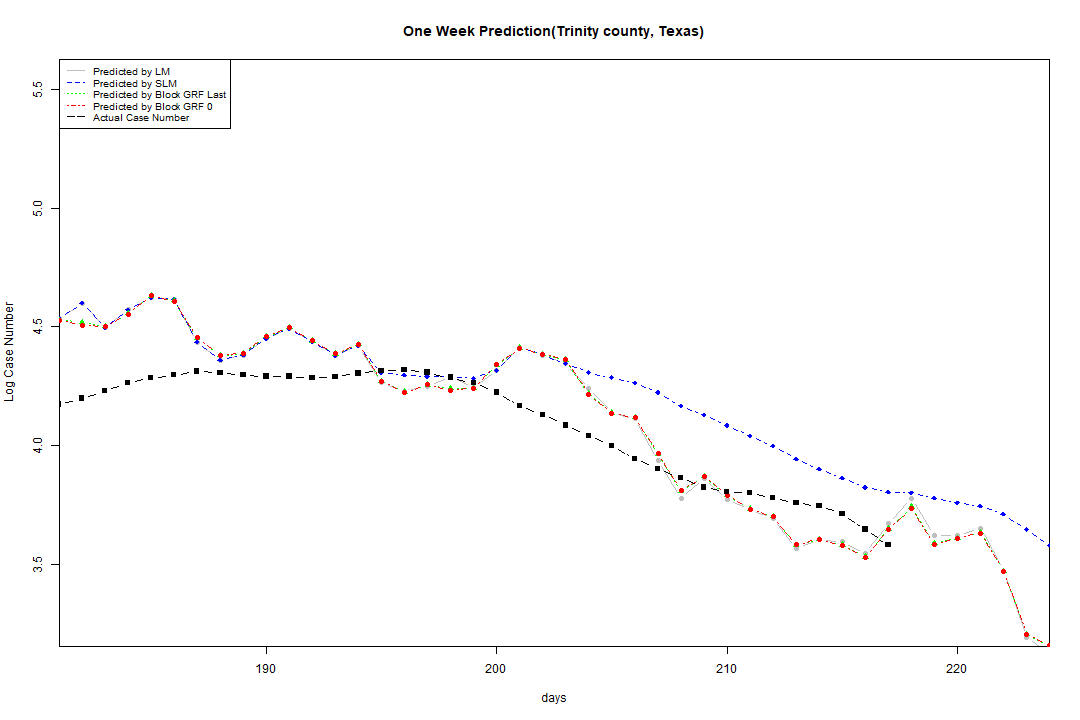 One Week Prediction(Trinity county, Texas)
Predicted by LM
Predicted by SLM
Predicted by Block GRF Last
Predicted by Block GRF 0
Actual Case Number
5.5
5.0
4.5
4.0
3.5
Log Case Number
190
200
210
220
days